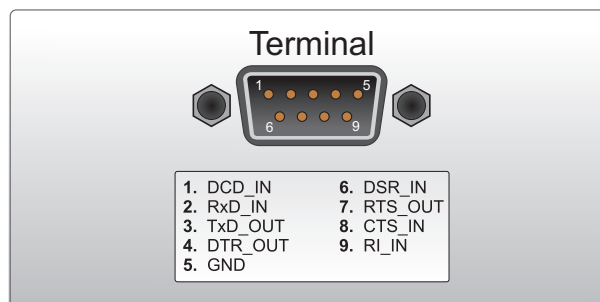 Terminal
1 5
6 9
1. DCD_IN
2. RxD_IN
3. TxD_OUT
4. DTR_OUT
5. GND
6. DSR_IN
7. RTS_OUT
8. CTS_IN
9. RI_IN